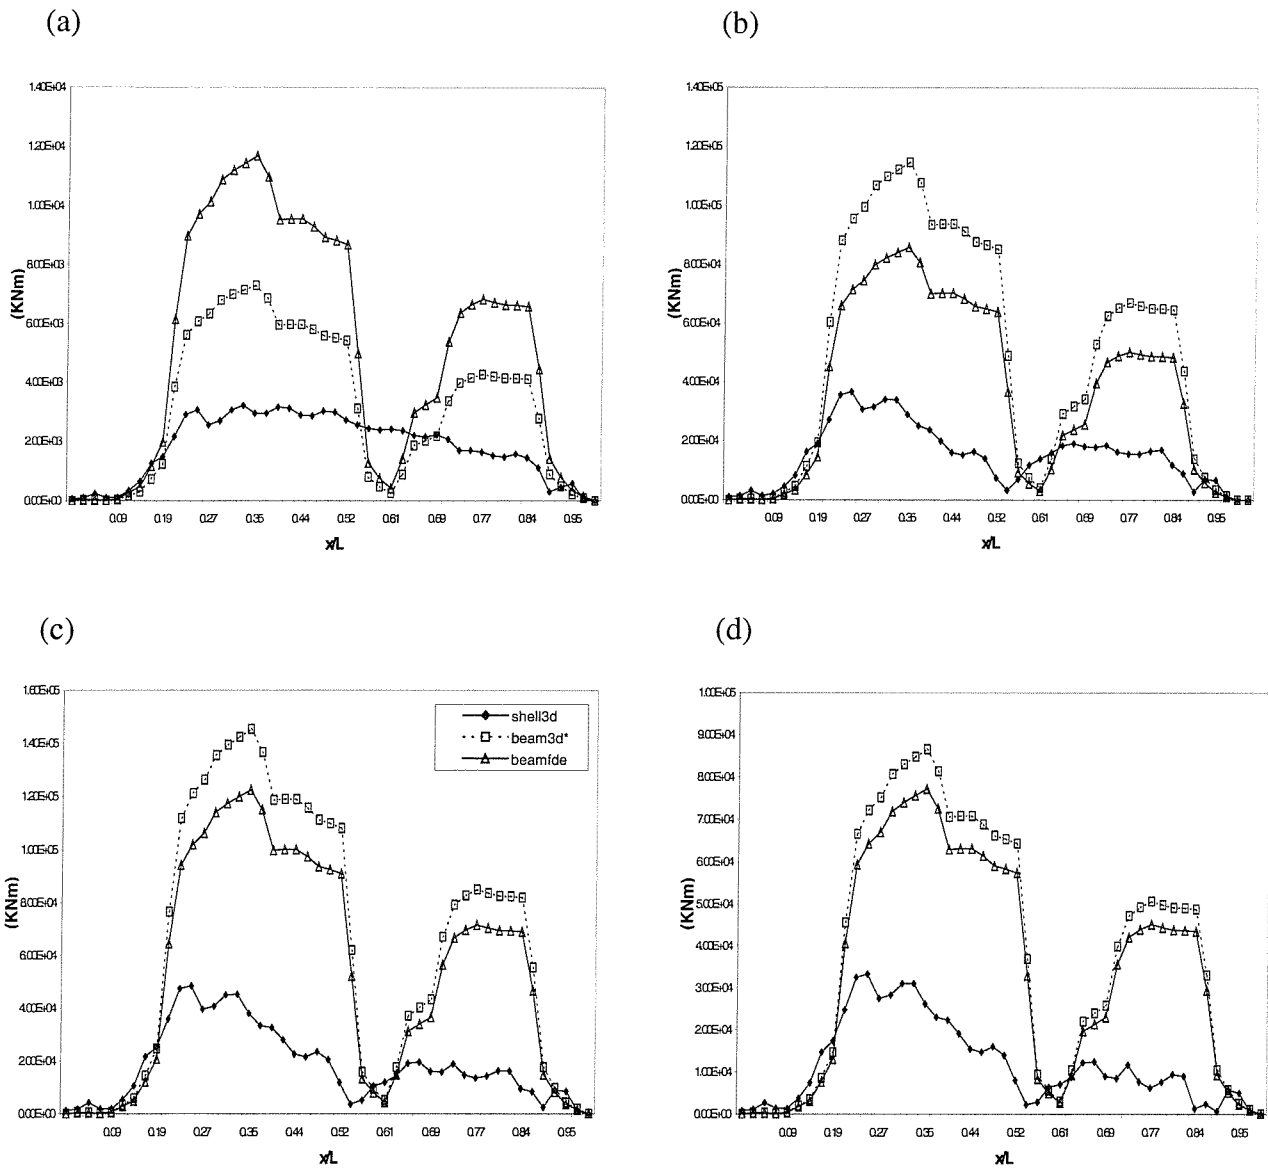 (a)
1.40E+04
1.20E+04
1.00E+04
8.00E+03
6.00E+03
4.00E+03
2.00E+03
0.00E+00
(KNm)
0.09 0.19 0.27 0.35 0.44 0.52 0.61 0.69 0.77 0.84 0.95
x/L
(b)
1.40E+05
1.20E+05
1.00E+05
8.00E+04
6.00E+04
4.00E+04
2.00E+04
0.00E+00
(KNm)
0.09 0.19 0.27 0.35 0.44 0.52 0.61 0.69 0.77 0.84 0.95
x/L
(c)
1.60E+05
1.40E+05
1.20E+05
1.00E+05
8.00E+04
6.00E+04
4.00E+04
2.00E+04
0.00E+00
(KNm)
shell3d
beam3d*
beamfde
0.09 0.19 0.27 0.35 0.44 0.52 0.61 0.69 0.77 0.84 0.95
x/L
(d)
1.00E+05
9.00E+04
8.00E+04
7.00E+04
6.00E+04
5.00E+04
4.00E+04
3.00E+04
2.00E+04
1.00E+04
0.00E+00
(KNm)
0.09 0.19 0.27 0.35 0.44 0.52 0.61 0.69 0.77 0.84 0.95
x/L